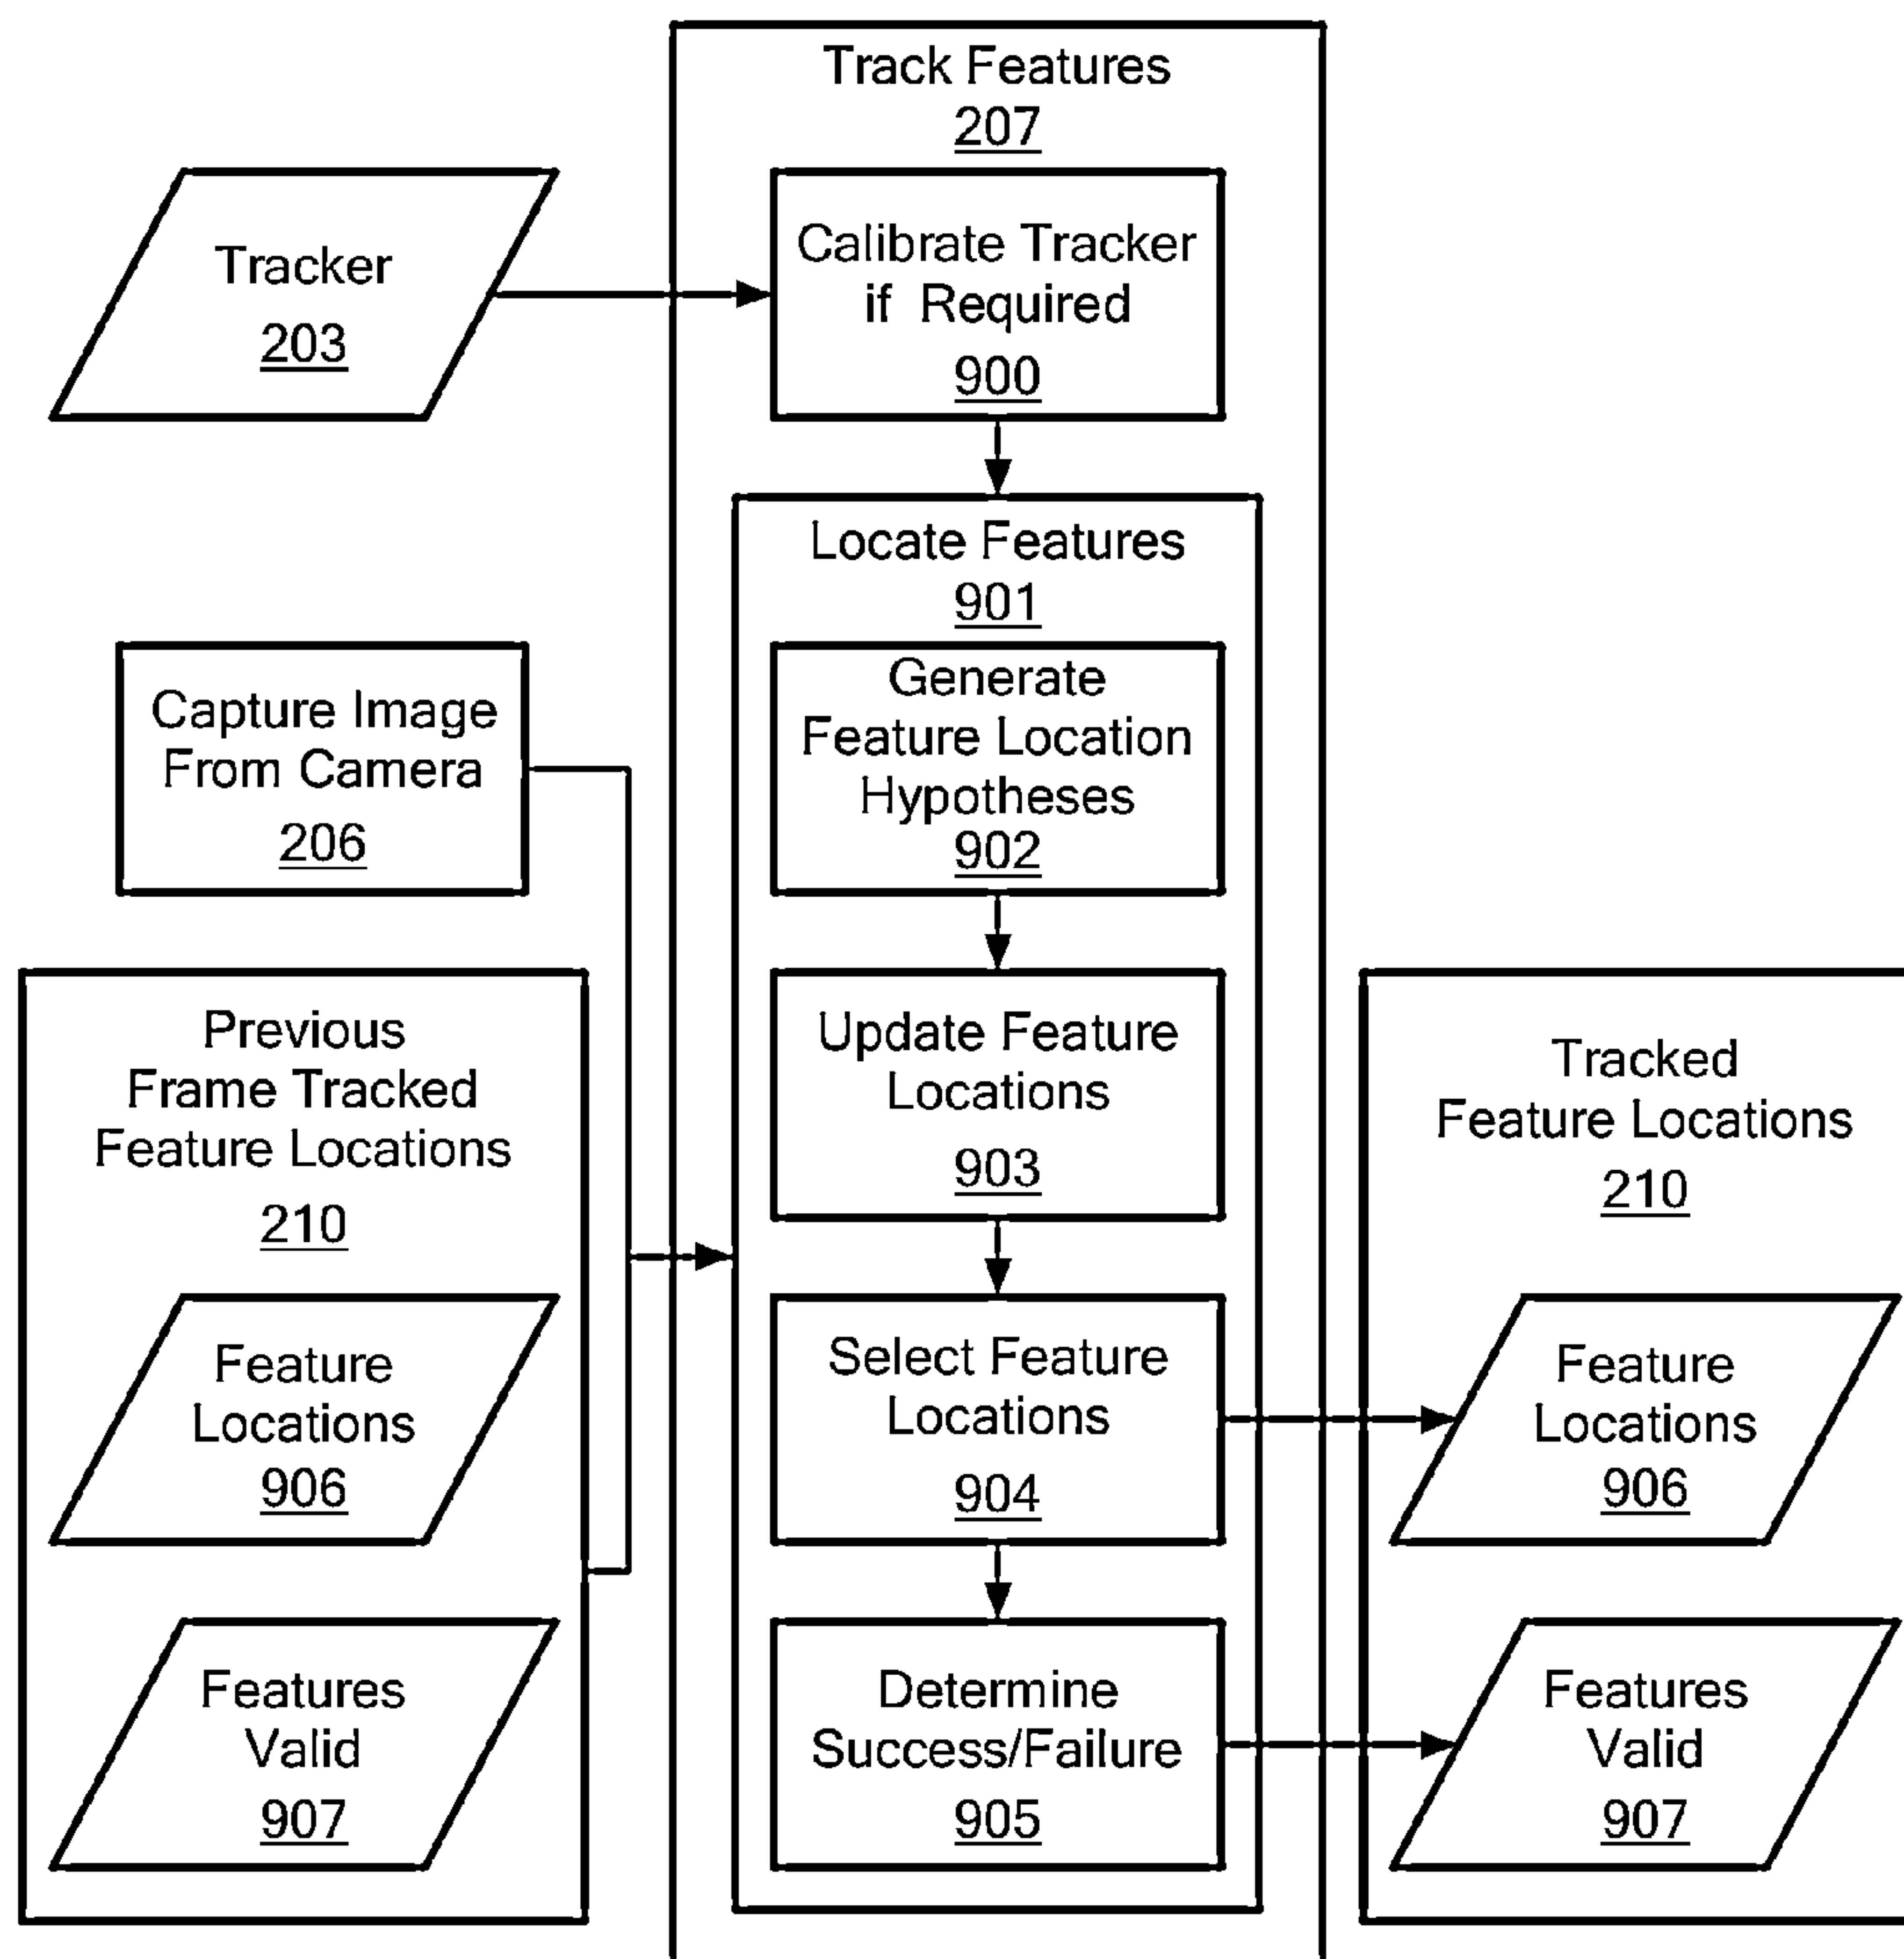 Track Features
207
Tracker
203
Calibrate Tracker
if Required
900
Locate Features
901
Capture Image
From Camera
206
Generate
Feature Location
Hypotheses
902
Previous
Frame Tracked
Feature Locations
210
Update Feature
Locations
903
Tracked
Feature Locations
210
Feature
Locations
906
Select Feature
Locations
904
Feature
Locations
906
Features
Valid
907
Determine
Success/Failure
905
Features
Valid
907